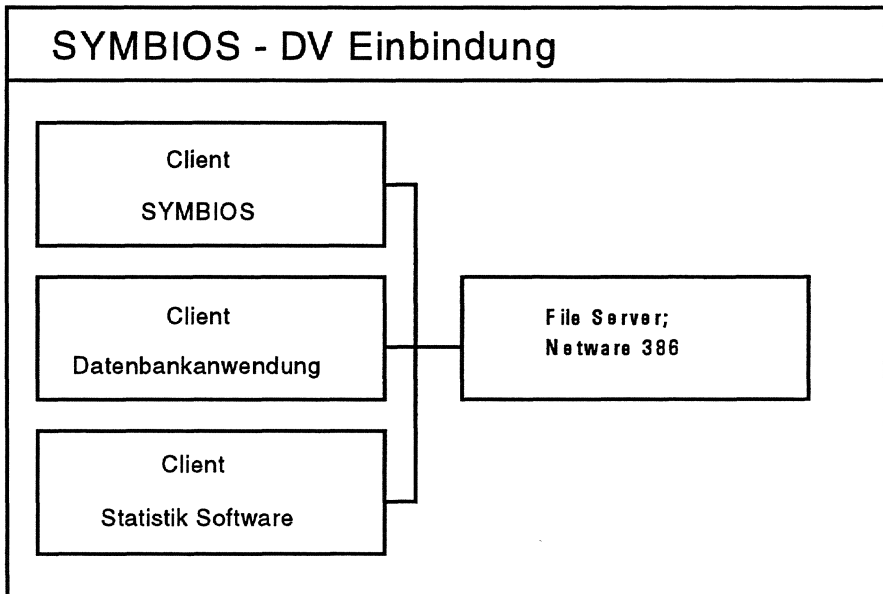 SYMBIOS - DV Einbindung
Client
SYMBIOS
Client
Datenbankanwendung
Client
Statistik Software
File Server;
Netware 386